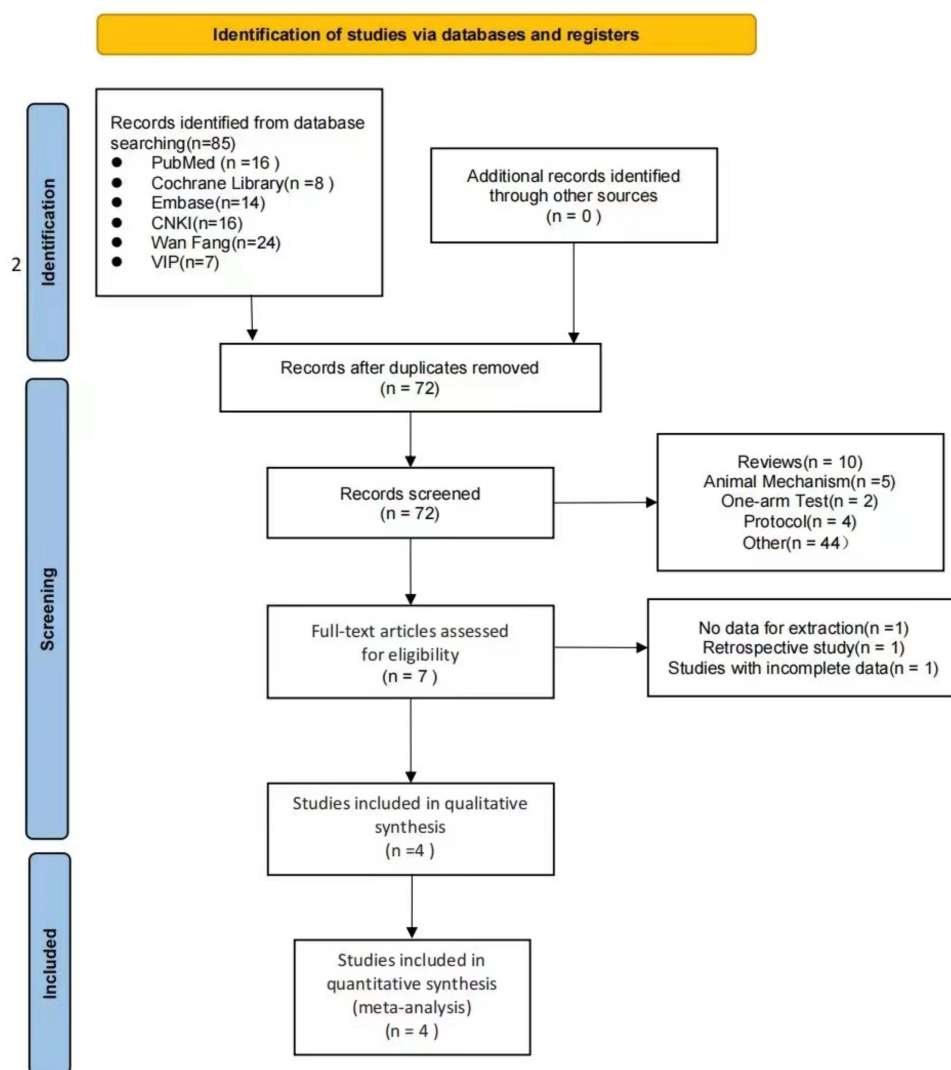 Identification of studies via databases and registers
Records identified from database
searching(n=85)
● PubMed (n =16 )
● Cochrane Library(n =8 )
● Embase(n=14)
● CNKI(n=16)
● Wan Fang(n=24)
● VIP(n=7)
Additional records identified
through other sources
(n = 0 )
2
Identification
Records after duplicates removed
(n = 72)
Records screened
(n = 72)
Reviews(n = 10)
Animal Mechanism(n =5)
One-arm Test(n = 2)
Protocol(n = 4)
Other(n = 44）
Screening
Full-text articles assessed
for eligibility
(n = 7 )
No data for extraction(n =1)
Retrospective study(n = 1)
Studies with incomplete data(n = 1)
Studies included in qualitative
synthesis
(n =4 )
Included
Studies included in
quantitative synthesis
(meta-analysis)
(n = 4 )